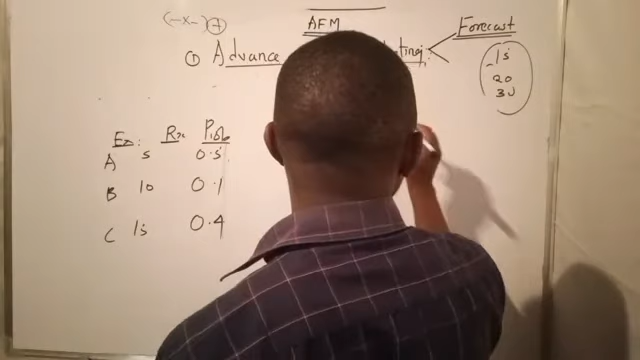 (-x-) +
AFM
① Advance
Forecast
15
20
30
Ex: Rx Prob
A 5 0.5
B 10 0.1
C 15 0.4